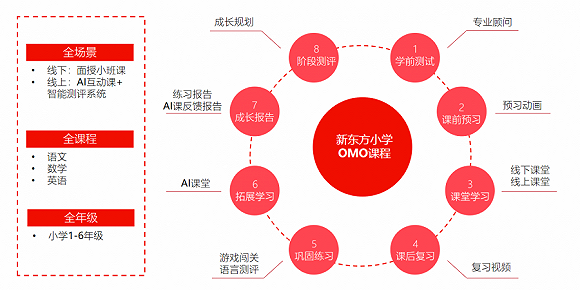 全场景
• 线下：面授小班课
• 线上：AI互动课+
智能测评系统
全课程
• 语文
• 数学
• 英语
全年级
• 小学1-6年级
新东方小学
OMO课程
1
学前测试
专业顾问
2
课前预习
预习动画
3
课堂学习
线下课堂
线上课堂
4
课后复习
复习视频
5
巩固练习
游戏闯关
语言测评
6
拓展学习
AI课堂
7
成长报告
练习报告
AI课反馈报告
8
阶段测评
成长规划